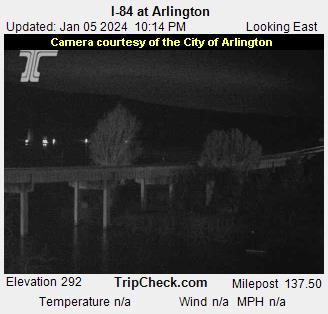 I-84 at Arlington
Updated: Jan 05 2024 10:14 PM Looking East
Camera courtesy of the City of Arlington
Elevation 292 TripCheck.com Milepost 137.50
Temperature n/a Wind n/a MPH n/a